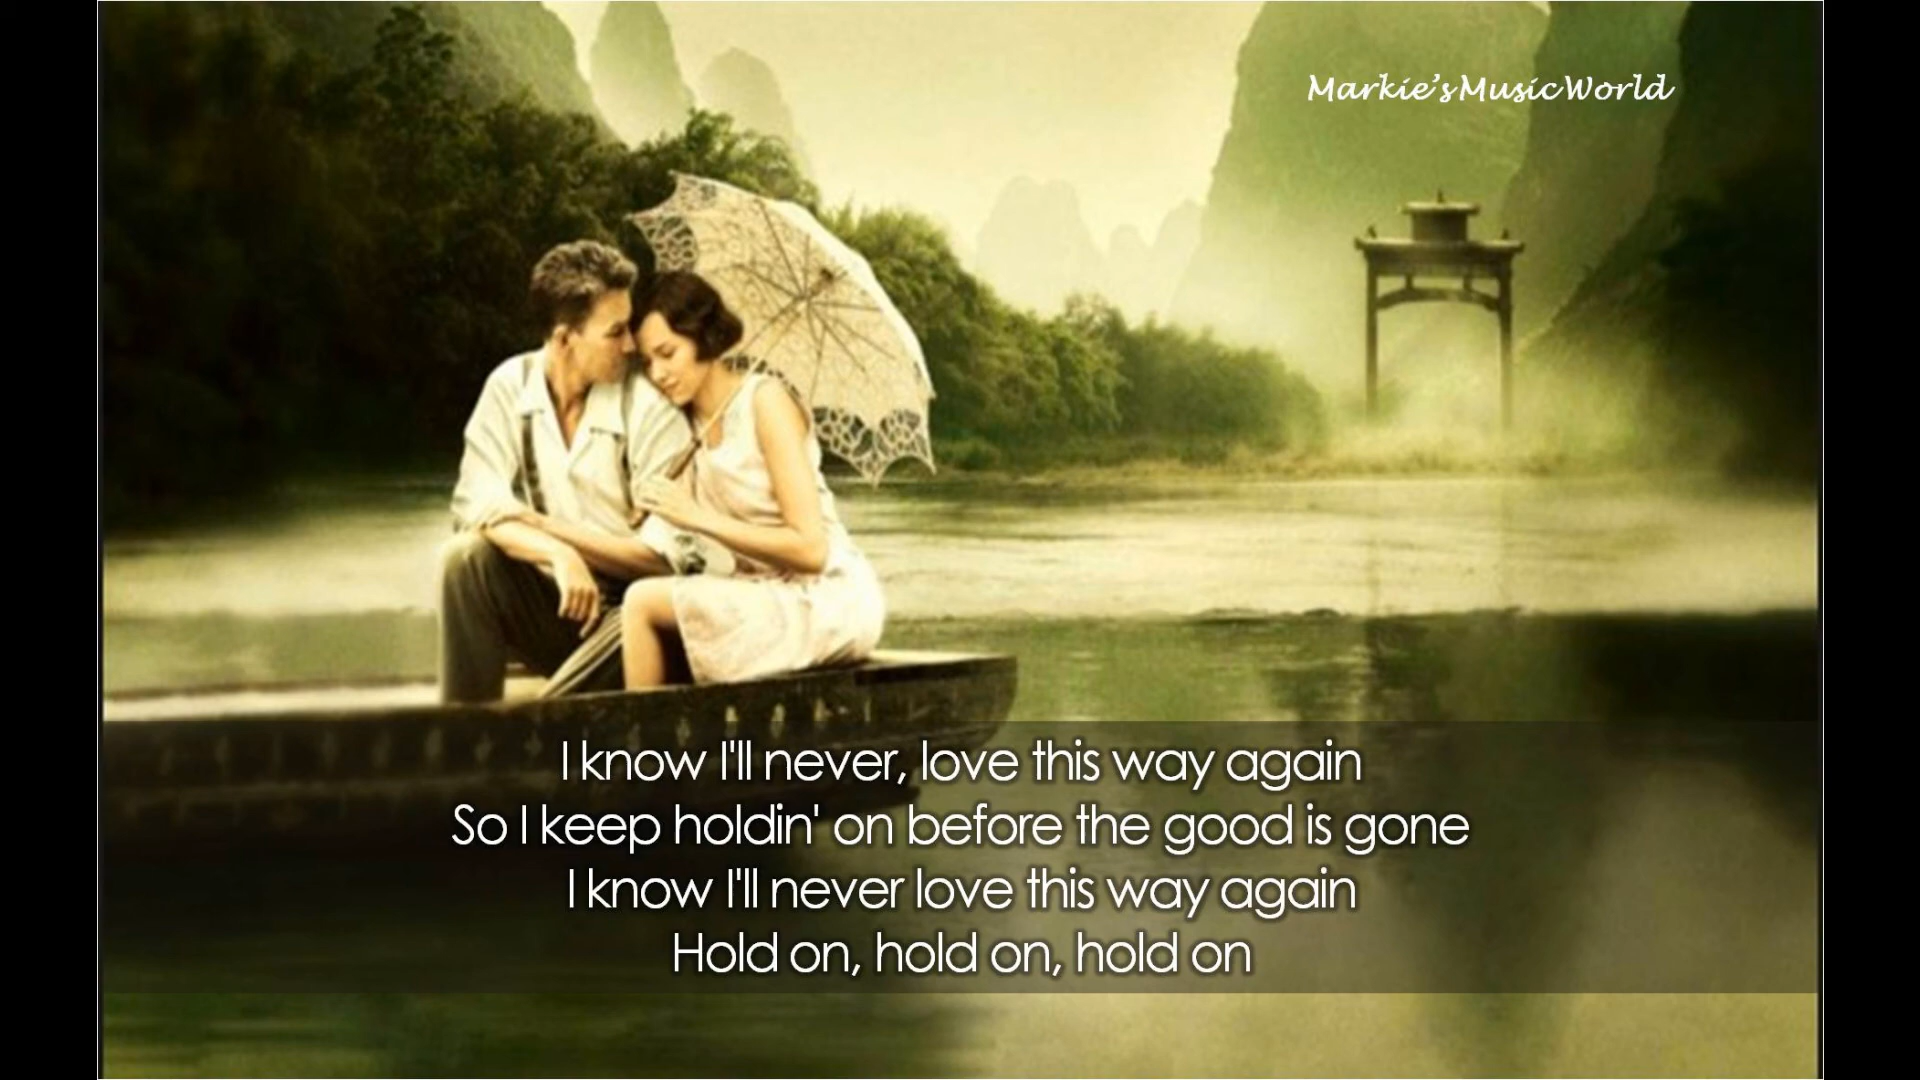 Markie'sMusicWorld
I know I'll never, love this way again
So I keep holdin' on before the good is gone
I know I'll never love this way again
Hold on, hold on, hold on